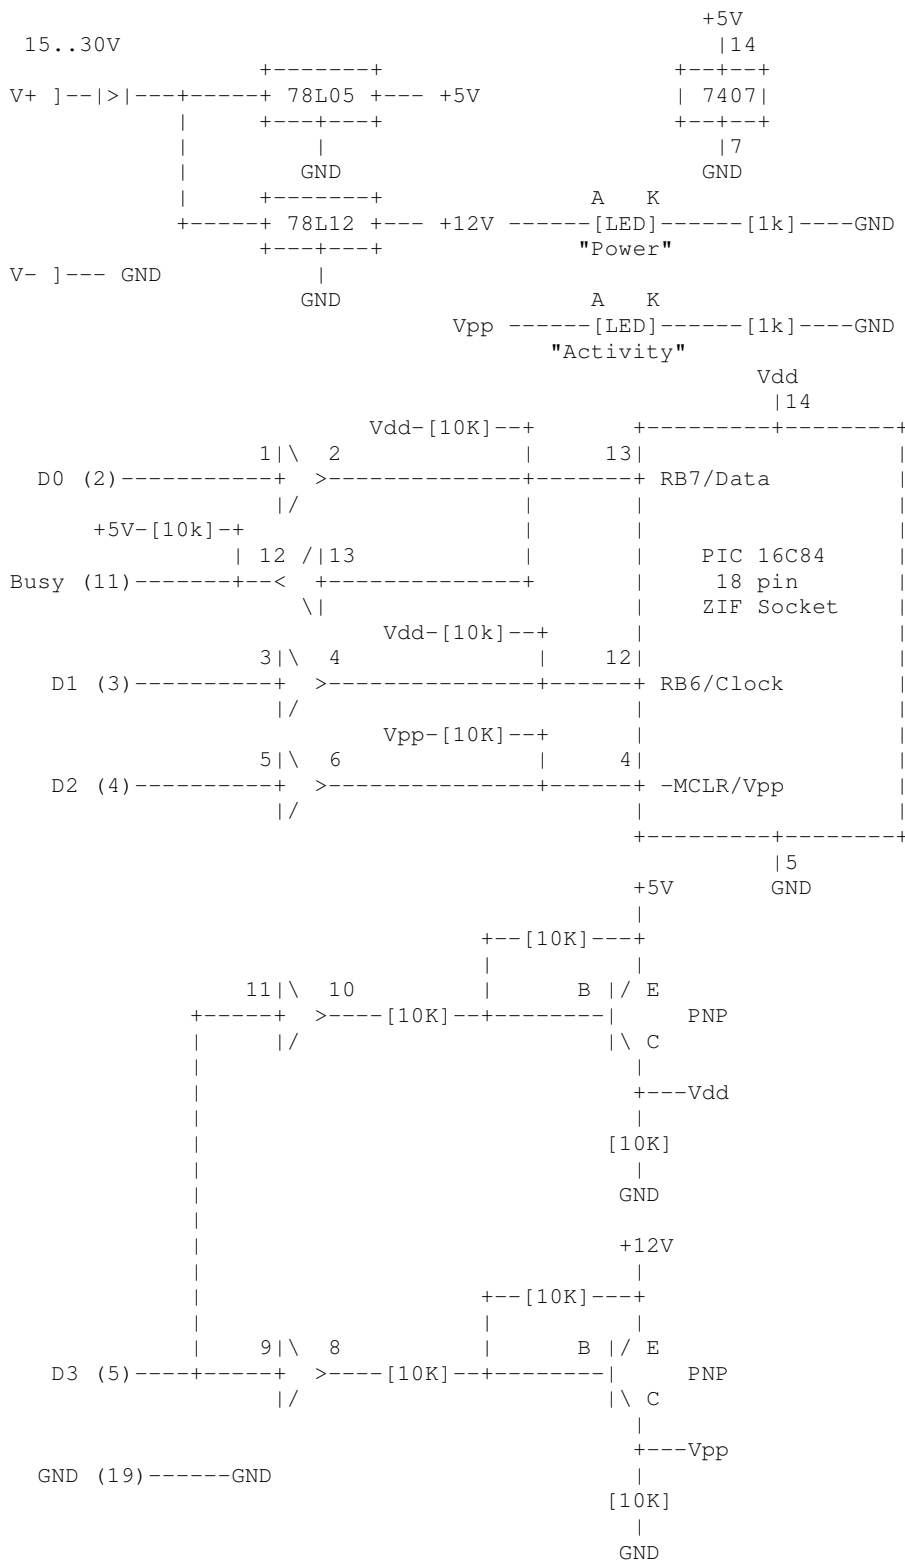 +5V
 15..30V                                           |14
                  +-------+                     +--+--+
V+ ]--|>|---+-----+ 78L05 +--- +5V              | 7407|
            |     +---+---+                     +--+--+
            |         |                            |7
            |        GND                          GND
            |     +-------+               A   K
            +-----+ 78L12 +--- +12V ------[LED]------[1k]----GND
                  +---+---+              "Power"
V- ]--- GND           |
                     GND                  A   K
                                Vpp ------[LED]------[1k]----GND
                                       "Activity"
                                                      Vdd
                                                       |14
                          Vdd-[10K]--+       +---------+--------+
                  1|\  2             |     13|                  |
  D0 (2)-----------+  >--------------+-------+ RB7/Data         |
                   |/                |       |                  |
      +5V-[10k]-+                    |       |                  |
                | 12 /|13            |       |    PIC 16C84     |
Busy (11)-------+--<  +--------------+       |     18 pin       |
                     \|                      |    ZIF Socket    |
                           Vdd-[10k]--+      |                  |
                  3|\  4              |    12|                  |
   D1 (3)----------+  >---------------+------+ RB6/Clock        |
                   |/                        |                  |
                           Vpp-[10K]--+      |                  |
                  5|\  6              |     4|                  |
   D2 (4)----------+  >---------------+------+ -MCLR/Vpp        |
                   |/                        |                  |
                                             +---------+--------+
                                                       |5
                                             +5V      GND
                                             |
                                  +--[10K]---+
                                  |          |
                 11|\  10         |      B |/ E
             +-----+  >----[10K]--+--------|     PNP
             |     |/                      |\ C
             |                               |
             |                               +---Vdd
             |                               |
             |                             [10K]
             |                               |
             |                              GND
             |
             |                              +12V
             |                               |
             |                    +--[10K]---+
             |                    |          |
             |    9|\  8          |      B |/ E
   D3 (5)----+-----+  >----[10K]--+--------|     PNP
                   |/                      |\ C
                                             |
                                             +---Vpp
  GND (19)------GND                          |
                                           [10K]
                                             |
                                            GND